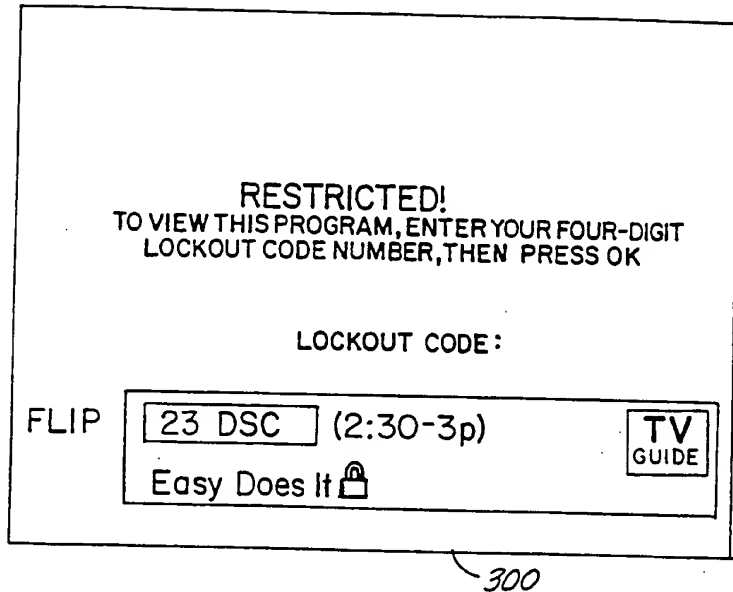 RESTRICTED!
TO VIEW THIS PROGRAM, ENTER YOUR FOUR-DIGIT
LOCKOUT CODE NUMBER, THEN PRESS OK
LOCKOUT CODE:
FLIP
23 DSC (2:30-3p)
TV
GUIDE
Easy Does It
300